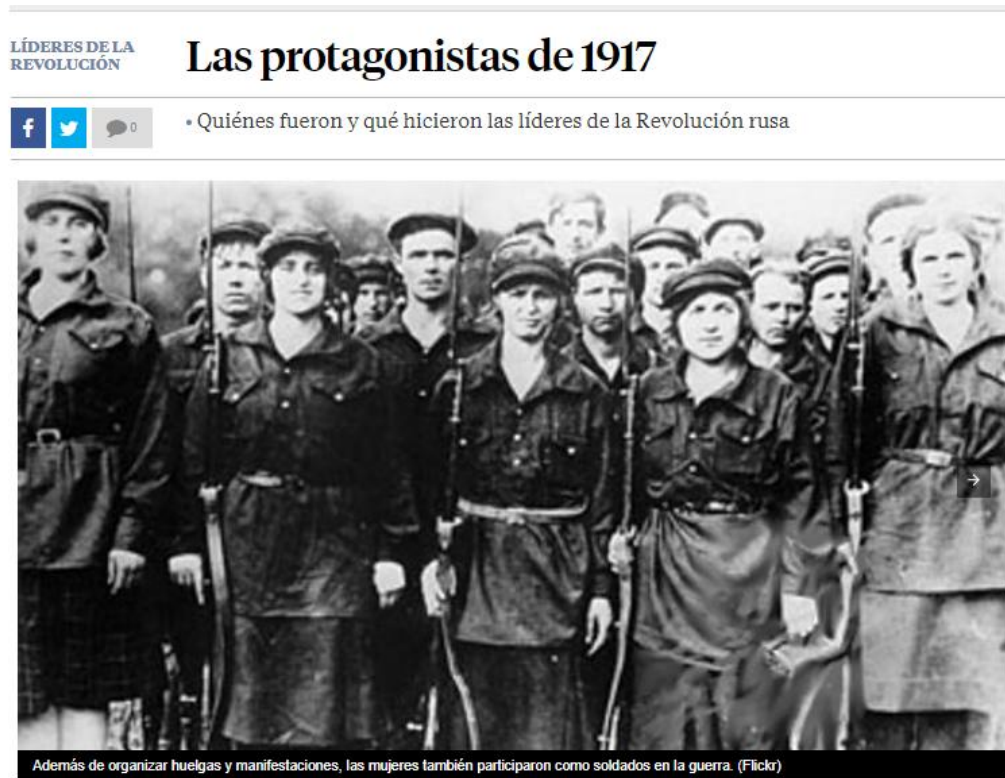 LÍDERES DE LA
REVOLUCIÓN
Las protagonistas de 1917
f
0
• Quiénes fueron y qué hicieron las líderes de la Revolución rusa
Además de organizar huelgas y manifestaciones, las mujeres también participaron como soldados en la guerra. (Flickr)